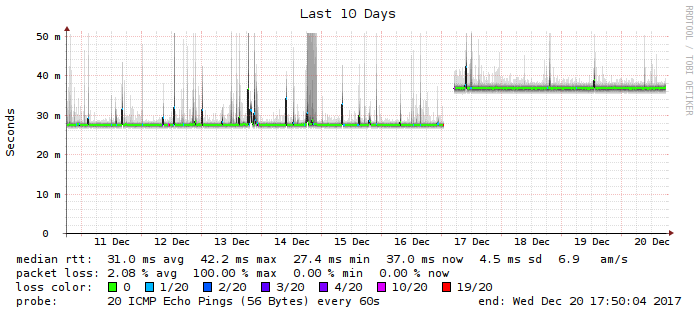 Last 10 Days
RRDTOOL / TOBI OETIKER
Seconds
50 m
40 m
30 m
20 m
10 m
0
11 Dec 12 Dec 13 Dec 14 Dec 15 Dec 16 Dec 17 Dec 18 Dec 19 Dec 20 Dec
median rtt: 31.0 ms avg 42.2 ms max 27.4 ms min 37.0 ms now 4.5 ms sd 6.9 am/s
packet loss: 2.08 % avg 100.00 % max 0.00 % min 0.00 % now
loss color: 0 1/20 2/20 3/20 4/20 10/20 19/20
probe: 20 ICMP Echo Pings (56 Bytes) every 60s end: Wed Dec 20 17:50:04 2017